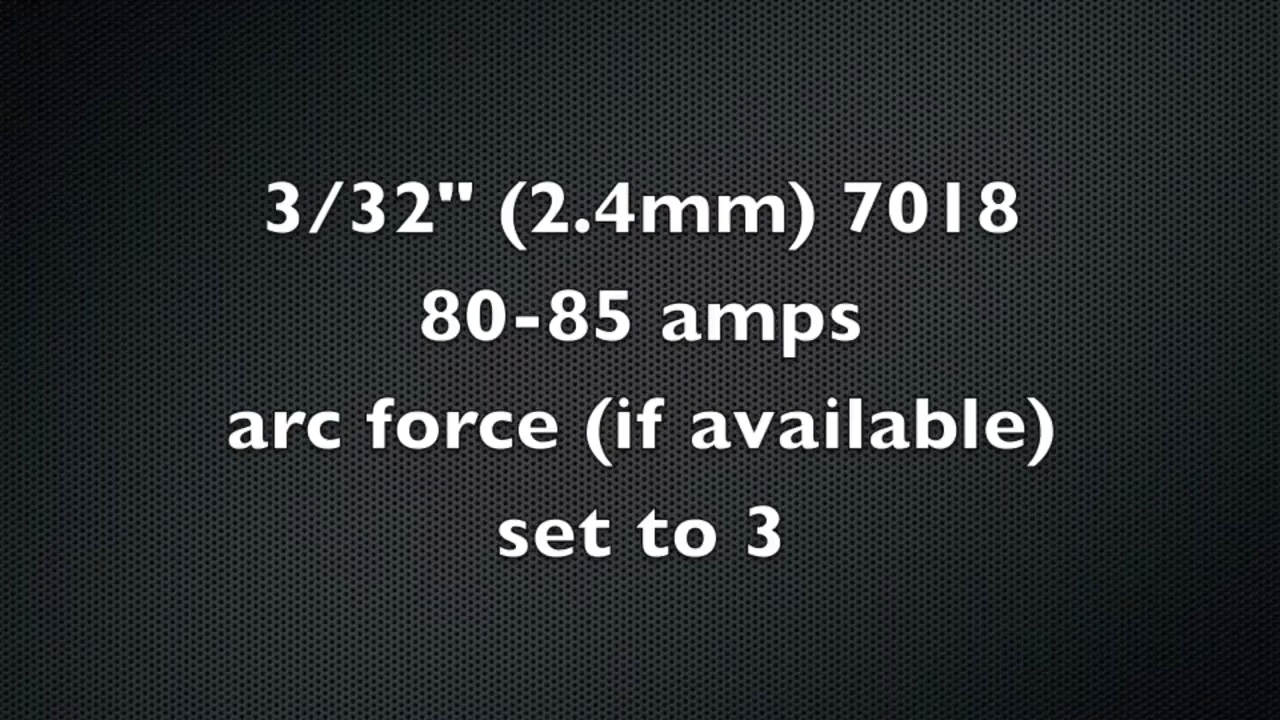 3/32" (2.4mm) 7018
80-85 amps
arc force (if available)
set to 3